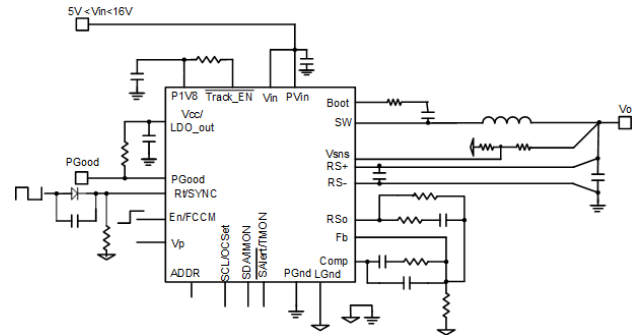 5V <Vin<16V
P1V8 Track_EN Vin PVin
Boot
Vcc/
LDO_out
SW
Vo
Vsns
PGood
PGood
RS+
Rt/SYNC
RS-
En/FCCM
RSo
Vp
Fb
Comp
ADDR
SCL/OCSet
SDA/IMON
SAlert/TMON
PGnd
LGnd